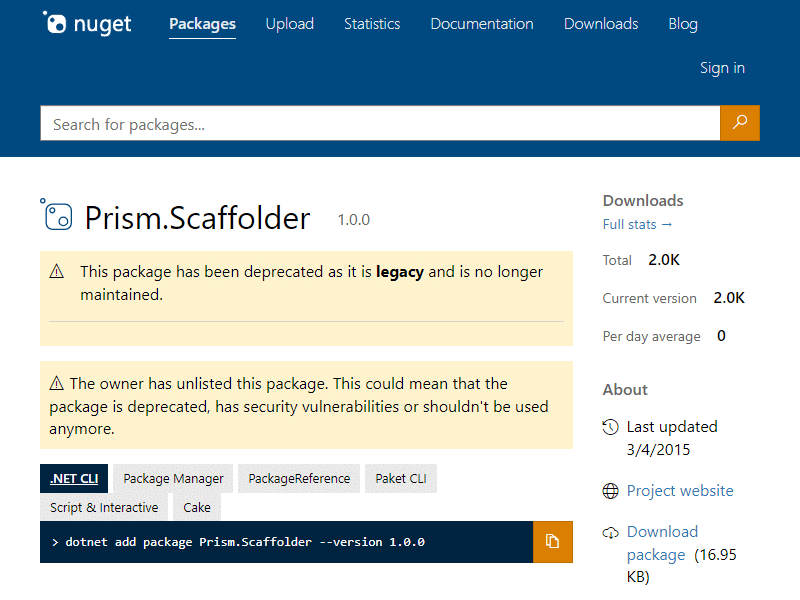 nuget Packages Upload Statistics Documentation Downloads Blog
Sign in
Search for packages...
Prism.Scaffolder 1.0.0
This package has been deprecated as it is legacy and is no longer
maintained.
The owner has unlisted this package. This could mean that the
package is deprecated, has security vulnerabilities or shouldn't be used
anymore.
.NET CLI Package Manager PackageReference Paket CLI
Script & Interactive Cake
> dotnet add package Prism.Scaffolder --version 1.0.0
Downloads
Full stats →
Total 2.0K
Current version 2.0K
Per day average 0
About
Last updated
3/4/2015
Project website
Download
package (16.95
KB)